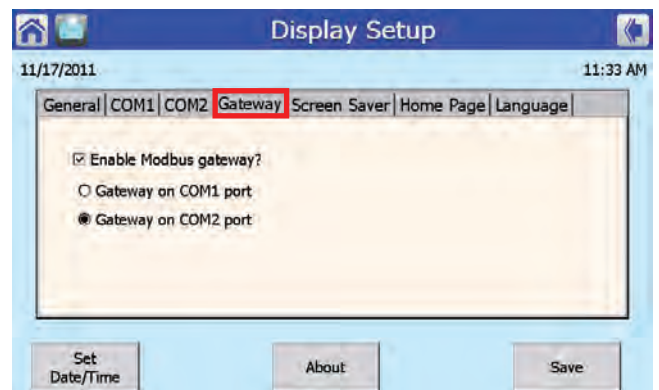 Display Setup
11/17/2011 11:33 AM
General COM1 COM2 Gateway Screen Saver Home Page Language
Enable Modbus gateway?
Gateway on COM1 port
Gateway on COM2 port
Set Date/Time About Save